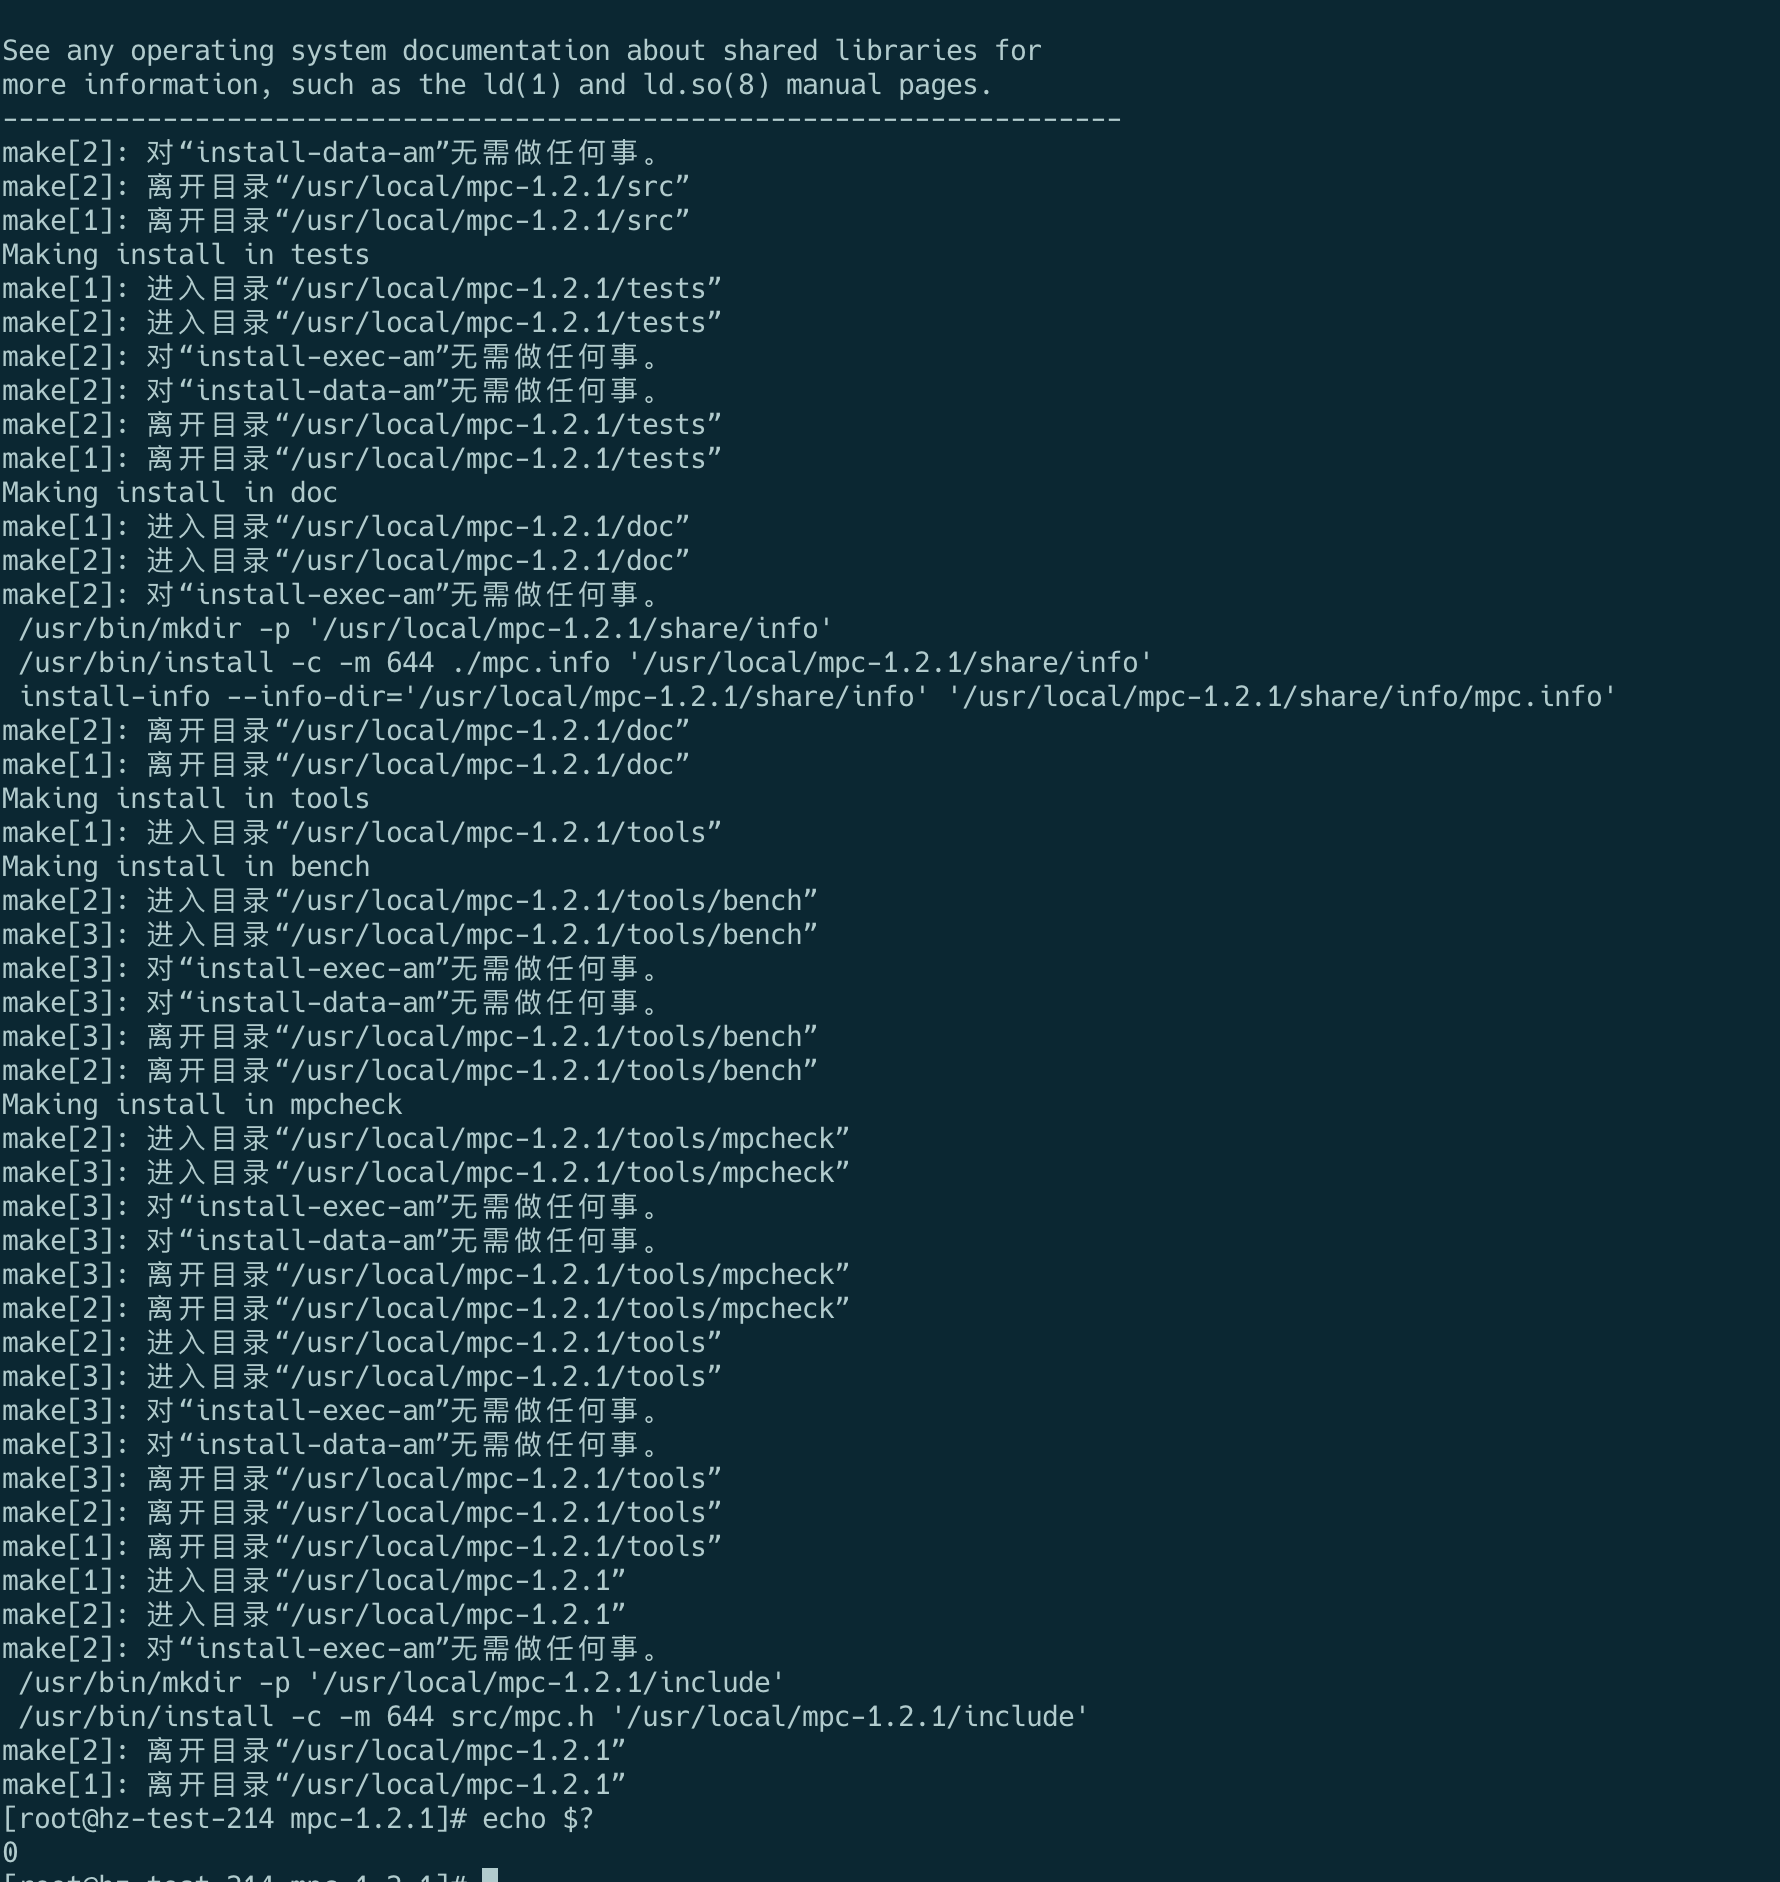 See any operating system documentation about shared libraries for
more information, such as the ld(1) and ld.so(8) manual pages.
----------------------------------------------------------------------
make[2]: 对“install-data-am”无需做任何事。
make[2]: 离开目录“/usr/local/mpc-1.2.1/src”
make[1]: 离开目录“/usr/local/mpc-1.2.1/src”
Making install in tests
make[1]: 进入目录“/usr/local/mpc-1.2.1/tests”
make[2]: 进入目录“/usr/local/mpc-1.2.1/tests”
make[2]: 对“install-exec-am”无需做任何事。
make[2]: 对“install-data-am”无需做任何事。
make[2]: 离开目录“/usr/local/mpc-1.2.1/tests”
make[1]: 离开目录“/usr/local/mpc-1.2.1/tests”
Making install in doc
make[1]: 进入目录“/usr/local/mpc-1.2.1/doc”
make[2]: 进入目录“/usr/local/mpc-1.2.1/doc”
make[2]: 对“install-exec-am”无需做任何事。
 /usr/bin/mkdir -p '/usr/local/mpc-1.2.1/share/info'
 /usr/bin/install -c -m 644 ./mpc.info '/usr/local/mpc-1.2.1/share/info'
 install-info --info-dir='/usr/local/mpc-1.2.1/share/info' '/usr/local/mpc-1.2.1/share/info/mpc.info'
make[2]: 离开目录“/usr/local/mpc-1.2.1/doc”
make[1]: 离开目录“/usr/local/mpc-1.2.1/doc”
Making install in tools
make[1]: 进入目录“/usr/local/mpc-1.2.1/tools”
Making install in bench
make[2]: 进入目录“/usr/local/mpc-1.2.1/tools/bench”
make[3]: 进入目录“/usr/local/mpc-1.2.1/tools/bench”
make[3]: 对“install-exec-am”无需做任何事。
make[3]: 对“install-data-am”无需做任何事。
make[3]: 离开目录“/usr/local/mpc-1.2.1/tools/bench”
make[2]: 离开目录“/usr/local/mpc-1.2.1/tools/bench”
Making install in mpcheck
make[2]: 进入目录“/usr/local/mpc-1.2.1/tools/mpcheck”
make[3]: 进入目录“/usr/local/mpc-1.2.1/tools/mpcheck”
make[3]: 对“install-exec-am”无需做任何事。
make[3]: 对“install-data-am”无需做任何事。
make[3]: 离开目录“/usr/local/mpc-1.2.1/tools/mpcheck”
make[2]: 离开目录“/usr/local/mpc-1.2.1/tools/mpcheck”
make[2]: 进入目录“/usr/local/mpc-1.2.1/tools”
make[3]: 进入目录“/usr/local/mpc-1.2.1/tools”
make[3]: 对“install-exec-am”无需做任何事。
make[3]: 对“install-data-am”无需做任何事。
make[3]: 离开目录“/usr/local/mpc-1.2.1/tools”
make[2]: 离开目录“/usr/local/mpc-1.2.1/tools”
make[1]: 离开目录“/usr/local/mpc-1.2.1/tools”
make[1]: 进入目录“/usr/local/mpc-1.2.1”
make[2]: 进入目录“/usr/local/mpc-1.2.1”
make[2]: 对“install-exec-am”无需做任何事。
 /usr/bin/mkdir -p '/usr/local/mpc-1.2.1/include'
 /usr/bin/install -c -m 644 src/mpc.h '/usr/local/mpc-1.2.1/include'
make[2]: 离开目录“/usr/local/mpc-1.2.1”
make[1]: 离开目录“/usr/local/mpc-1.2.1”
[root@hz-test-214 mpc-1.2.1]# echo $?
0
[root@hz-test-214 mpc-1.2.1]#